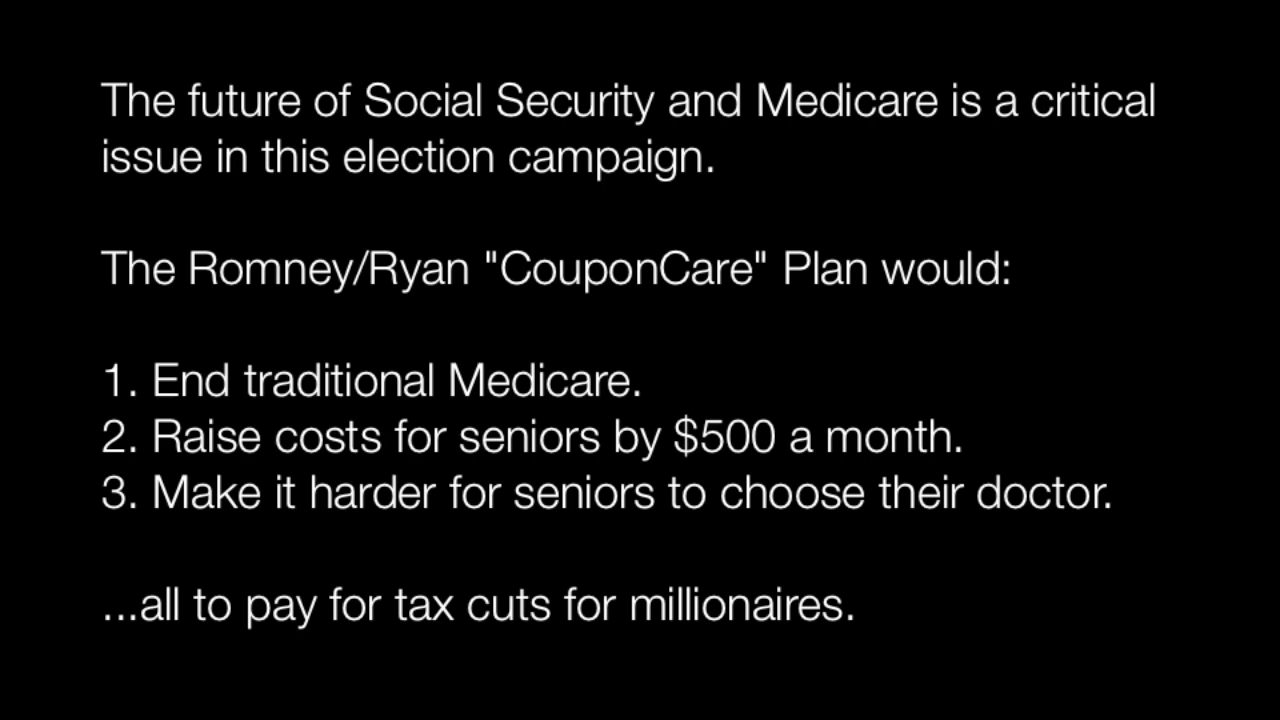 The future of Social Security and Medicare is a critical
issue in this election campaign.
The Romney/Ryan "CouponCare" Plan would:
1. End traditional Medicare.
2. Raise costs for seniors by $500 a month.
3. Make it harder for seniors to choose their doctor.
...all to pay for tax cuts for millionaires.